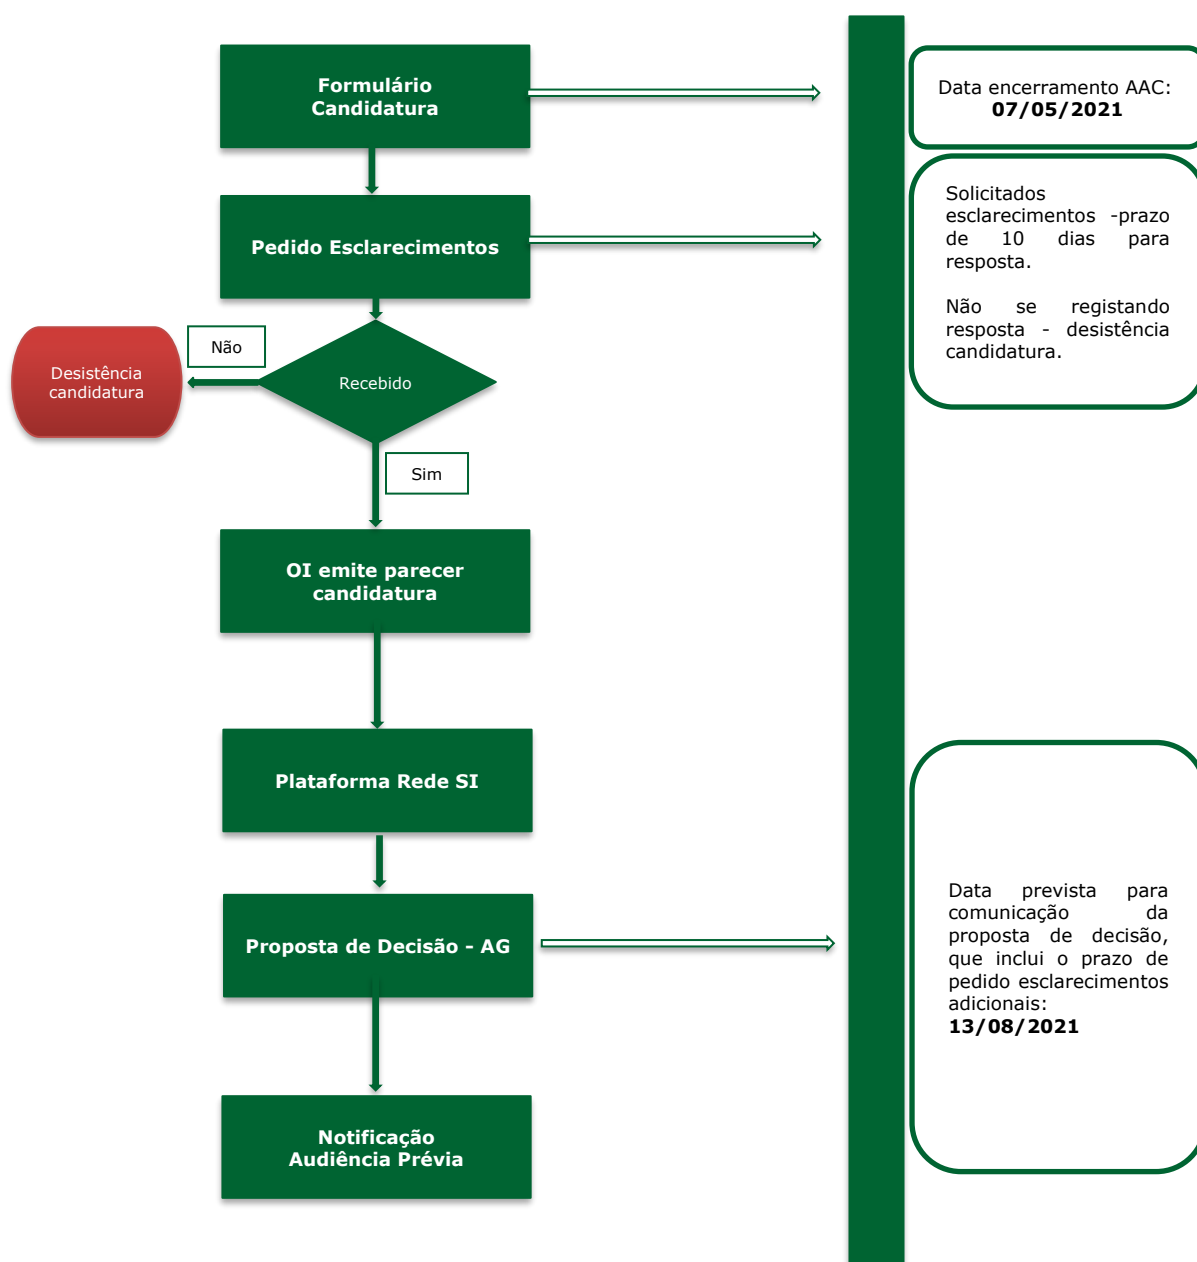 Formulário
Candidatura
Data encerramento AAC:
07/05/2021
Pedido Esclarecimentos
Solicitados
esclarecimentos -prazo
de 10 dias para
resposta.
Não se registando
resposta - desistência
candidatura.
Não
Desistência
candidatura
Recebido
Sim
OI emite parecer
candidatura
Plataforma Rede SI
Proposta de Decisão - AG
Data prevista para
comunicação da
proposta de decisão,
que inclui o prazo de
pedido esclarecimentos
adicionais:
13/08/2021
Notificação
Audiência Prévia